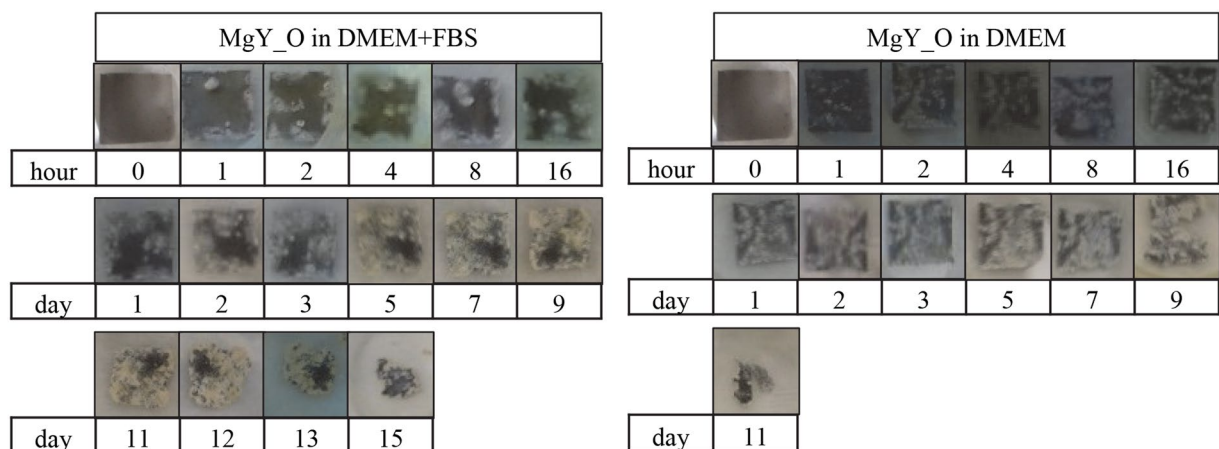 MgY_O in DMEM+FBS
hour 0 1 2 4 8 16
day 1 2 3 5 7 9
day 11 12 13 15
MgY_O in DMEM
hour 0 1 2 4 8 16
day 1 2 3 5 7 9
day 11